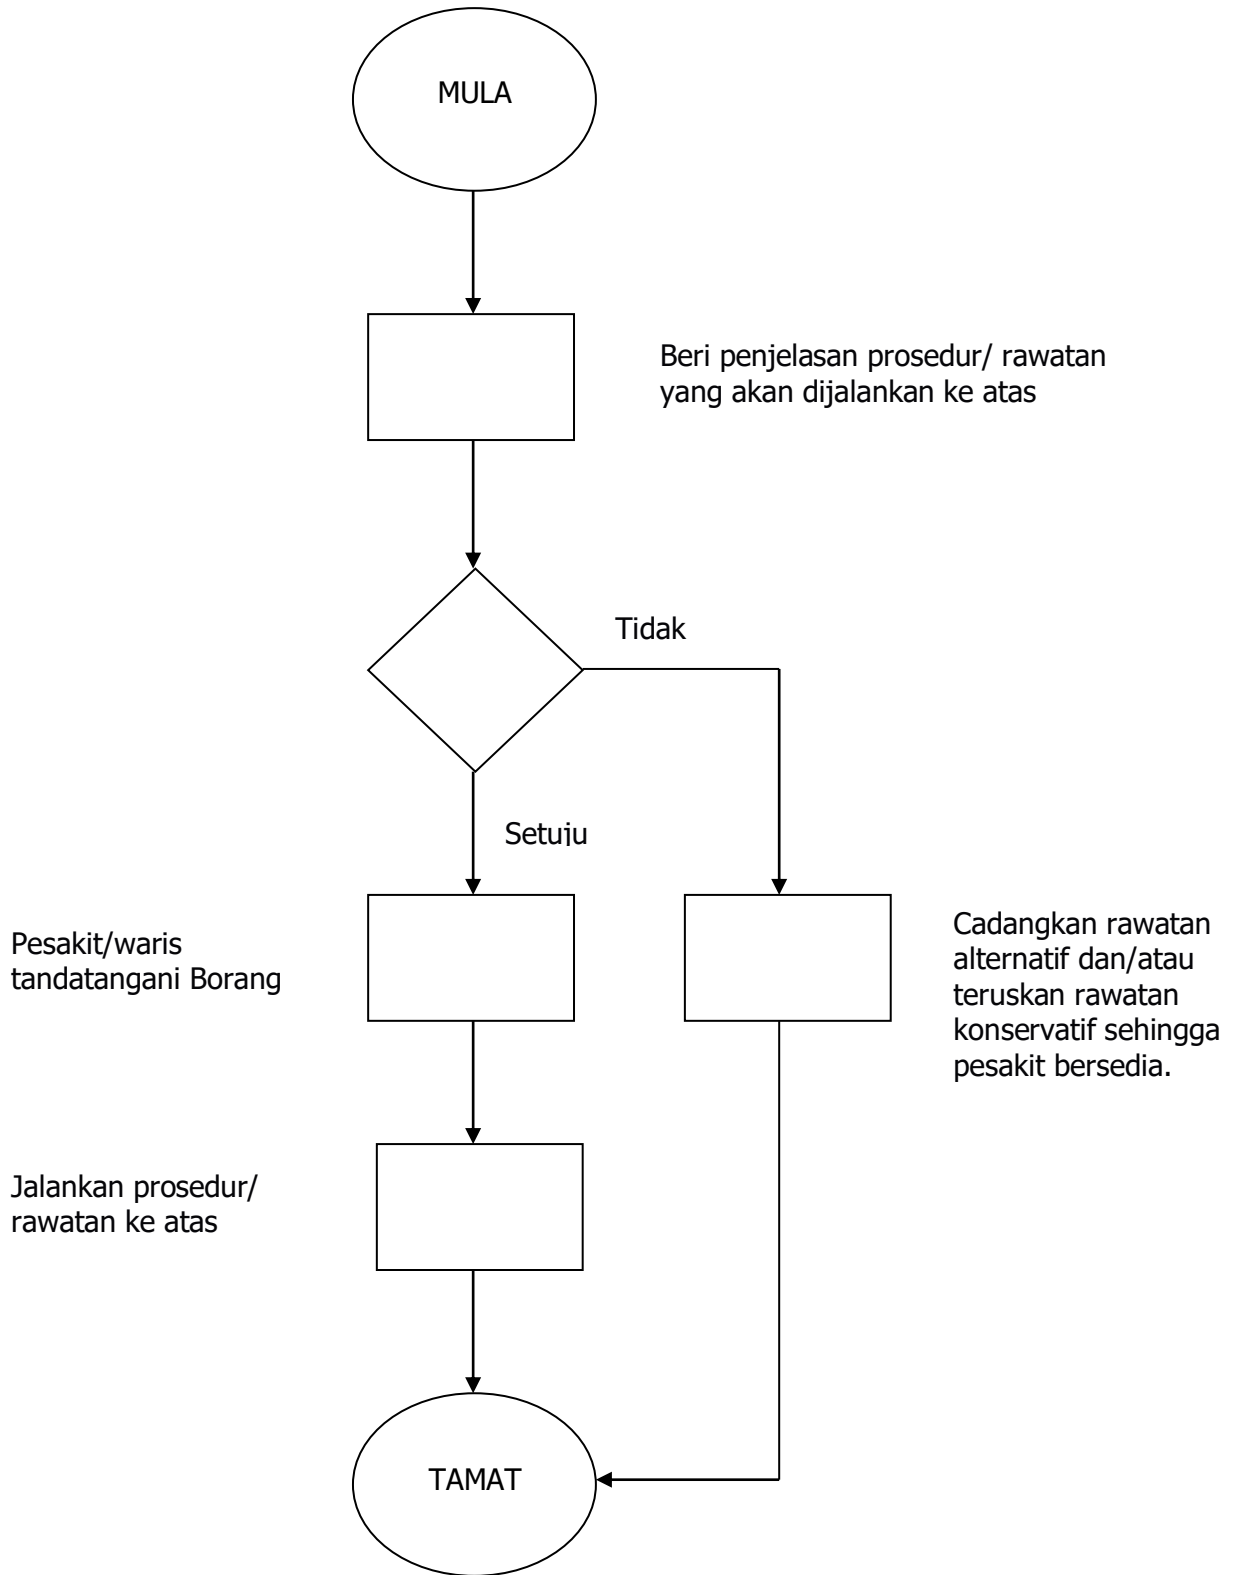 MULA
Beri penjelasan prosedur/ rawatan
yang akan dijalankan ke atas
Tidak
Setuju
Pesakit/waris
tandatangani Borang
Cadangkan rawatan
alternatif dan/atau
teruskan rawatan
konservatif sehingga
pesakit bersedia.
Jalankan prosedur/
rawatan ke atas
TAMAT